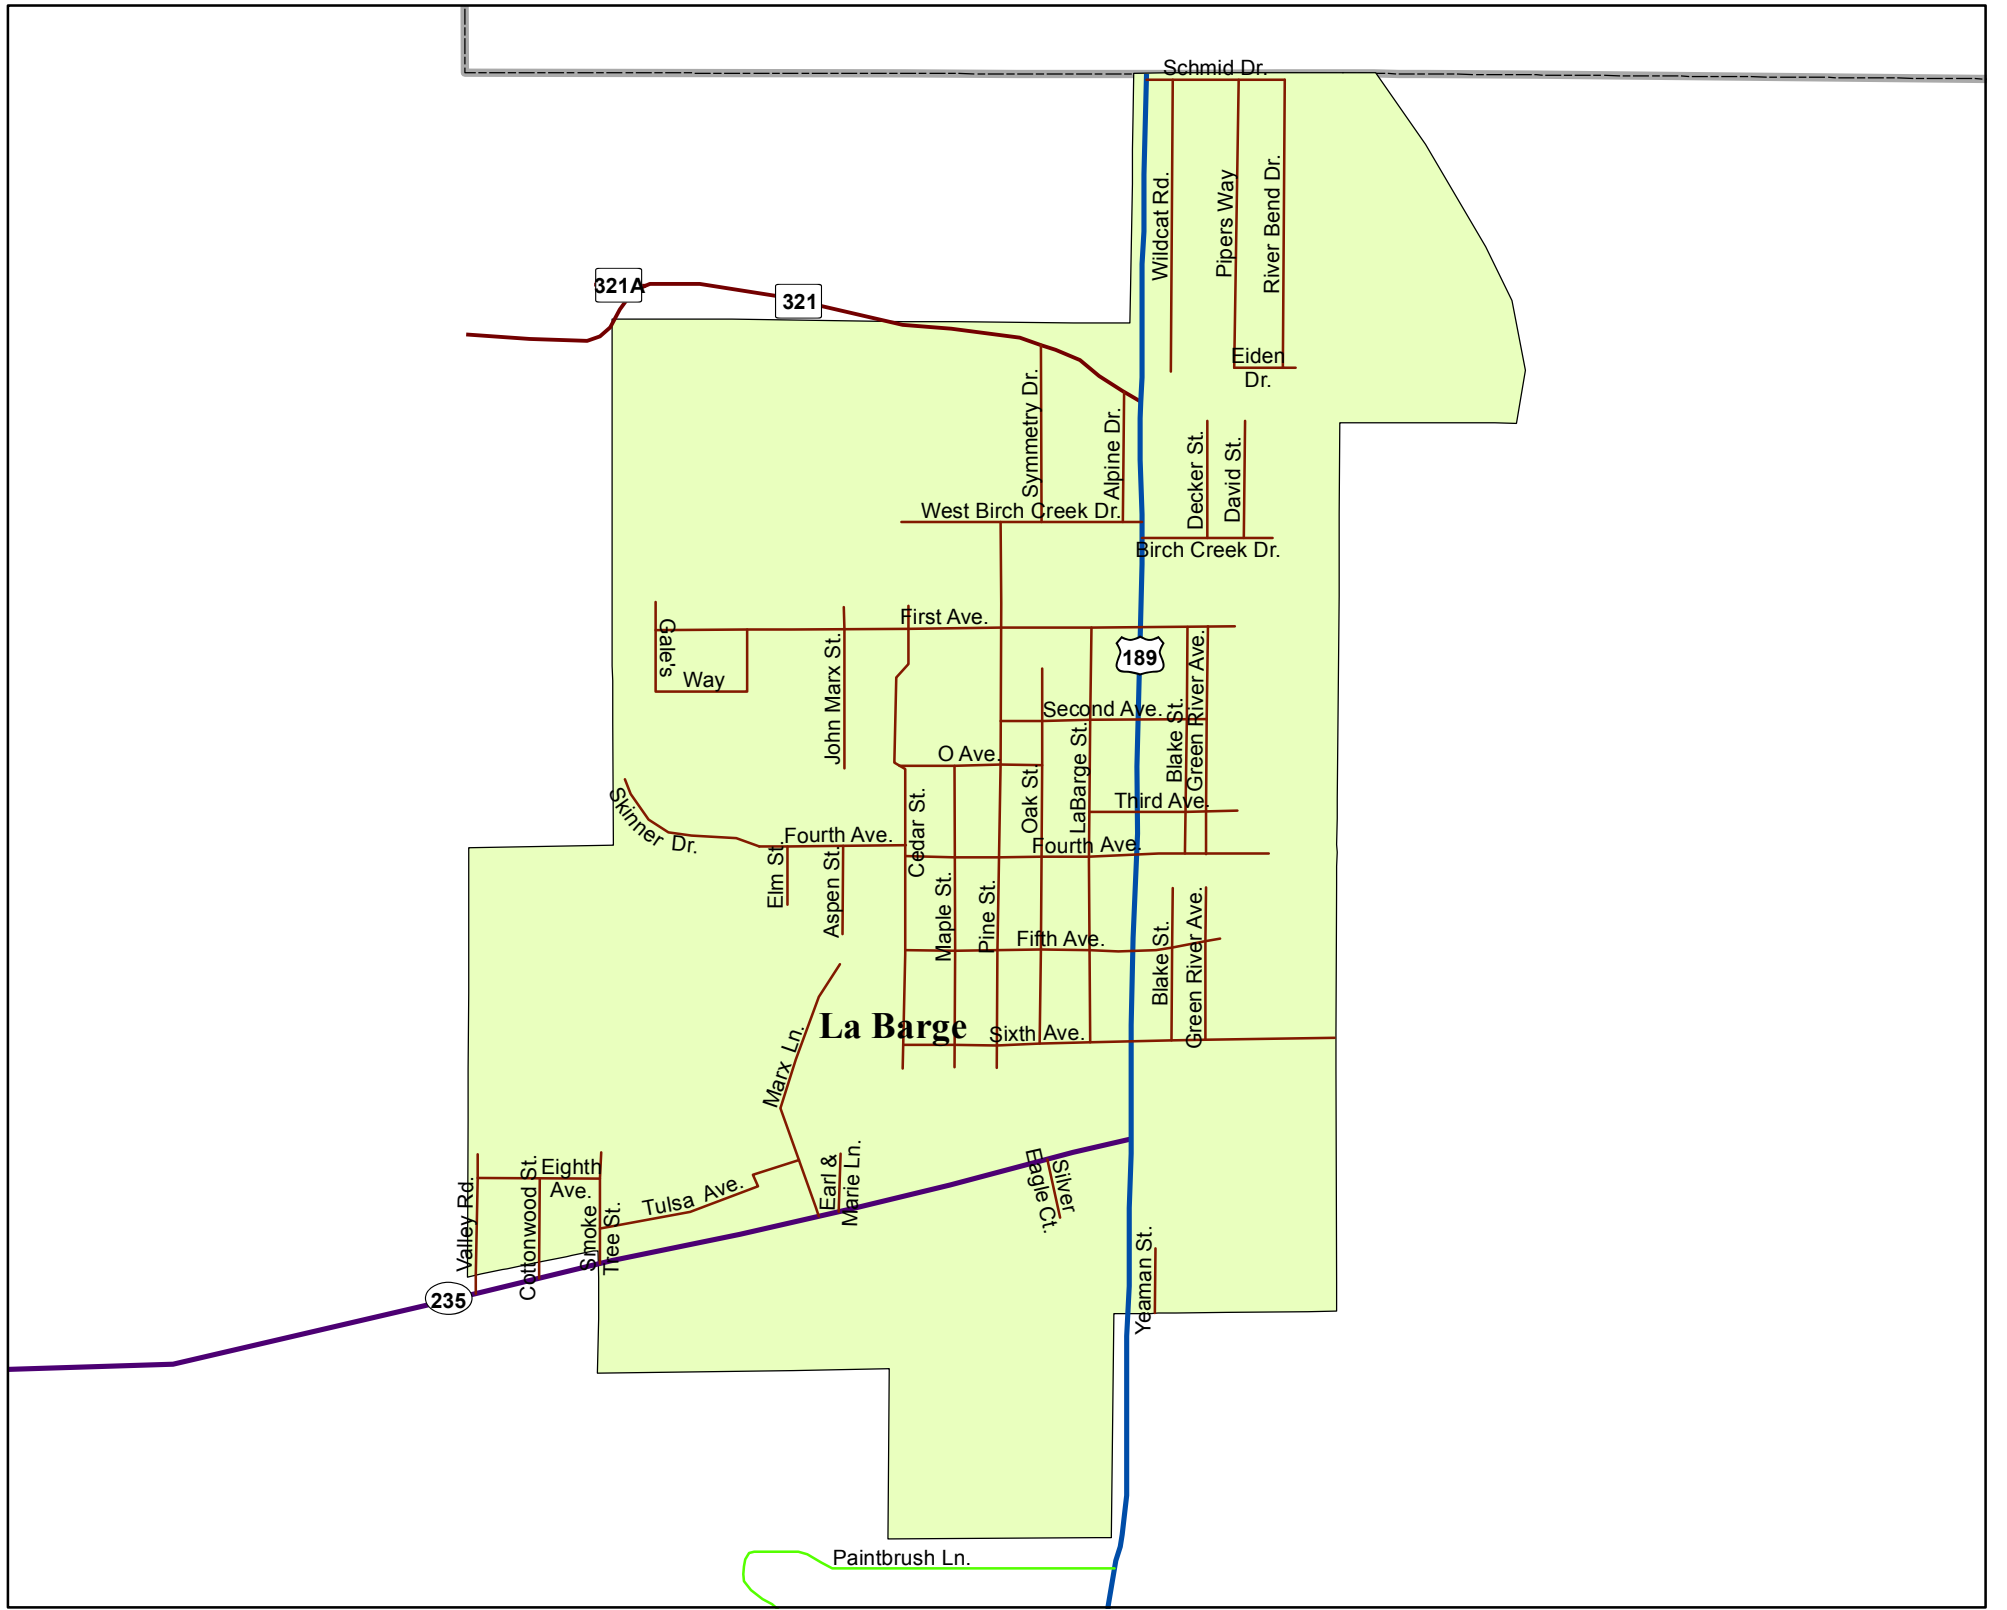 Schmid Dr.
Wildcat Rd.
Pipers Way
River Bend Dr.
321A
321
Eiden
Dr.
Symmetry Dr.
Alpine Dr.
Decker St.
David St.
West Birch Creek Dr.
Birch Creek Dr.
First Ave.
Gale's
Way
John Marx St.
189
Green River Ave.
Blake St.
Second Ave.
LaBarge St.
O Ave.
Oak St.
Third Ave.
Cedar St.
Skinner Dr.
Fourth Ave.
Fourth Ave.
Elm St.
Aspen St.
Maple St.
Pine St.
Fifth Ave.
Blake St.
Green River Ave.
La Barge
Sixth Ave.
Marx Ln.
Eighth
Ave.
Valley Rd.
Cottonwood St.
Smoke
Tree St.
Tulsa Ave.
Earl &
Marie Ln.
Silver
Eagle Ct.
Yeaman St.
235
Paintbrush Ln.